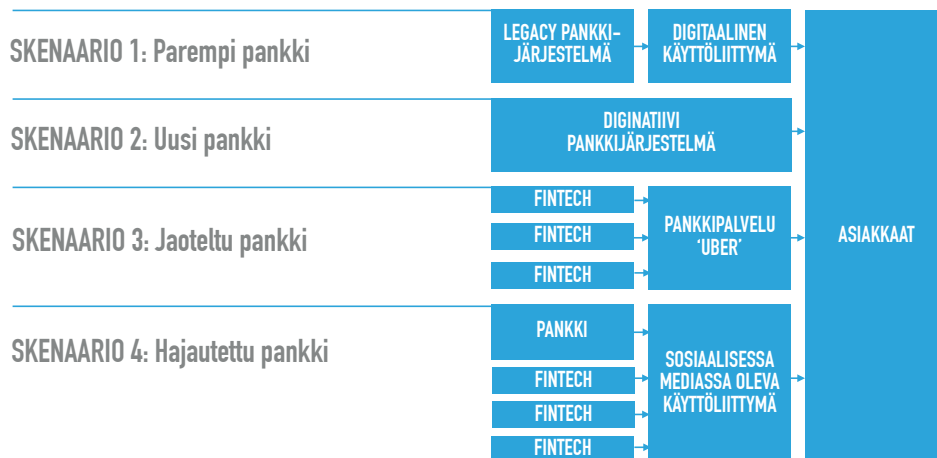 SKENAARIO 1: Parempi pankki
LEGACY PANKKI-
JÄRJESTELMÄ
DIGITAALINEN
KÄYTTÖLIITTYMÄ
SKENAARIO 2: Uusi pankki
DIGINATIIVI
PANKKIJÄRJESTELMÄ
SKENAARIO 3: Jaoteltu pankki
FINTECH
FINTECH
FINTECH
PANKKIPALVELU
‘UBER’
ASIAKKAAT
SKENAARIO 4: Hajautettu pankki
PANKKI
FINTECH
FINTECH
FINTECH
SOSIAALISESSA
MEDIASSA OLEVA
KÄYTTÖLIITTYMÄ